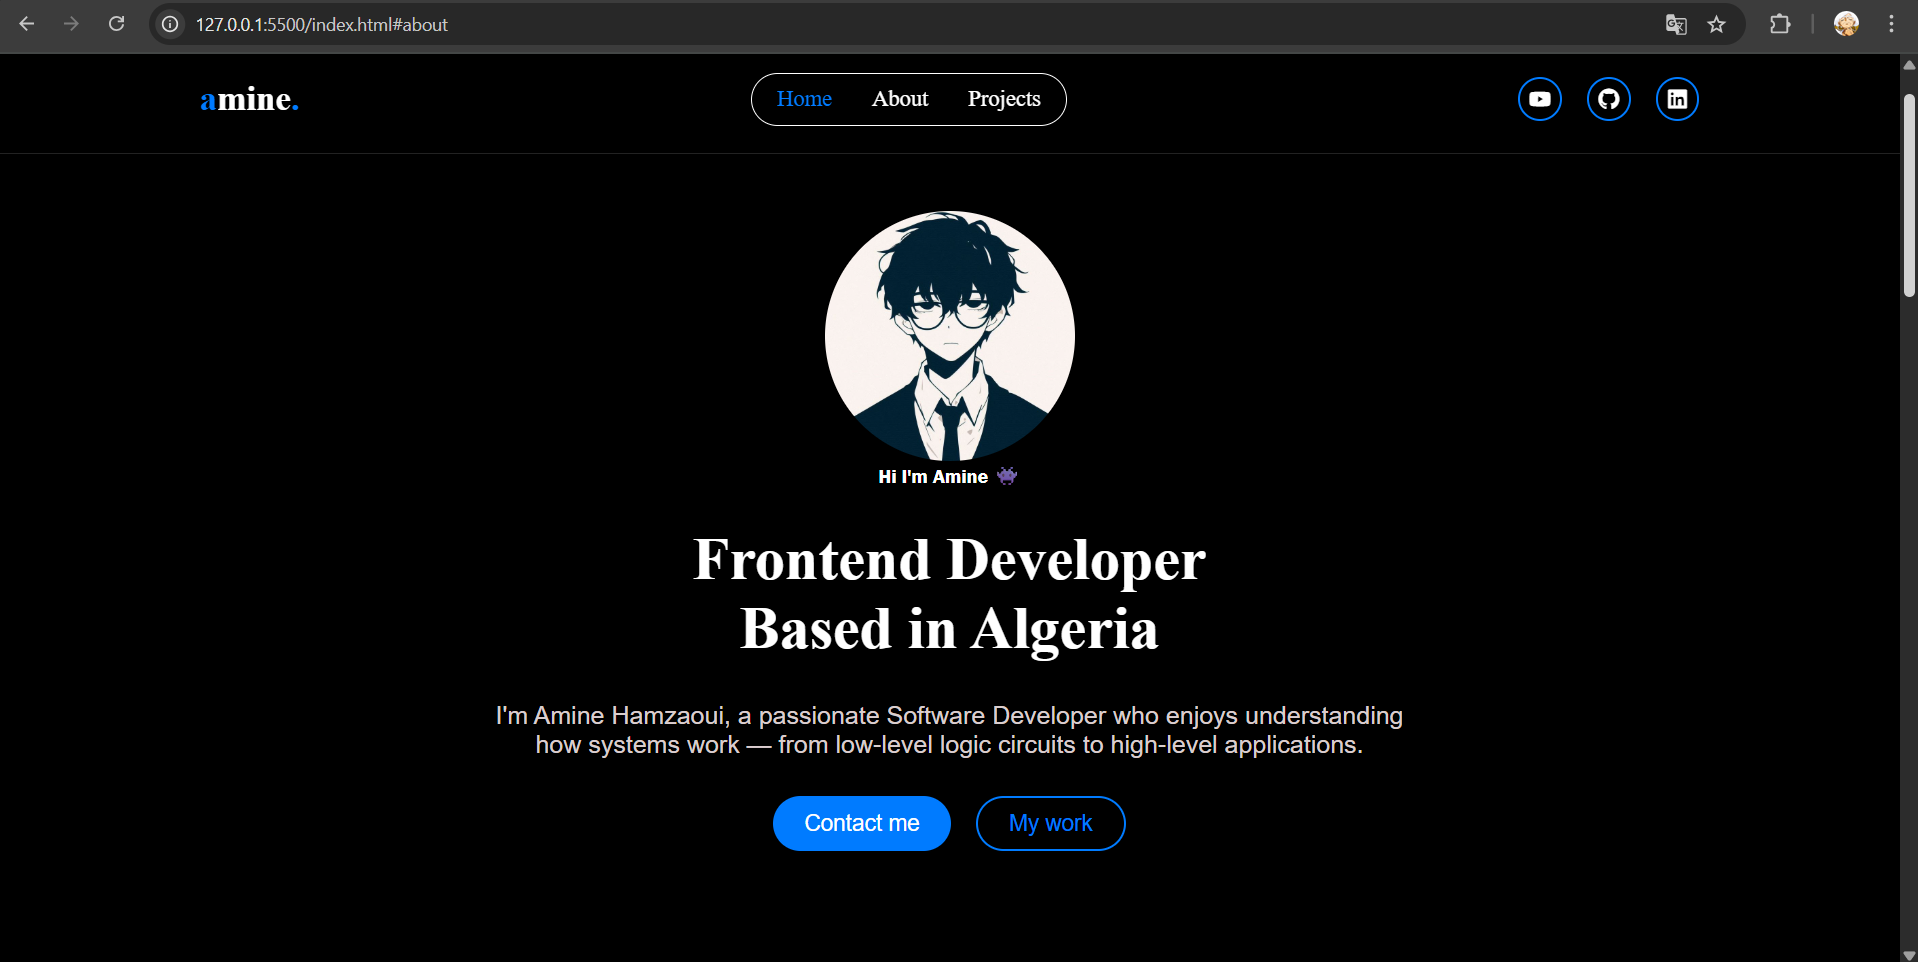 127.0.0.1:5500/index.html#about
amine.
Home About Projects
Hi I'm Amine 👾
Frontend Developer
Based in Algeria
I'm Amine Hamzaoui, a passionate Software Developer who enjoys understanding
how systems work — from low-level logic circuits to high-level applications.
Contact me My work